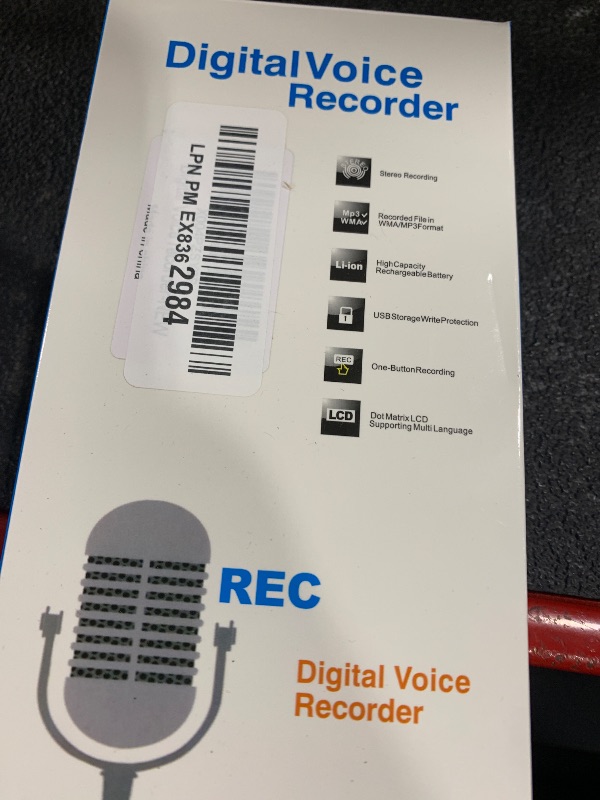 Digital Voice
Recorder
LPN PM EX8362984
Stereo Recording
Mp3
WMA
Recorded File in
WMA/MP3 Format
Li-ion
High Capacity
Rechargeable Battery
USB Storage Write Protection
REC
One-Button Recording
LCD
Dot Matrix LCD
Supporting Multi Language
REC
Digital Voice
Recorder